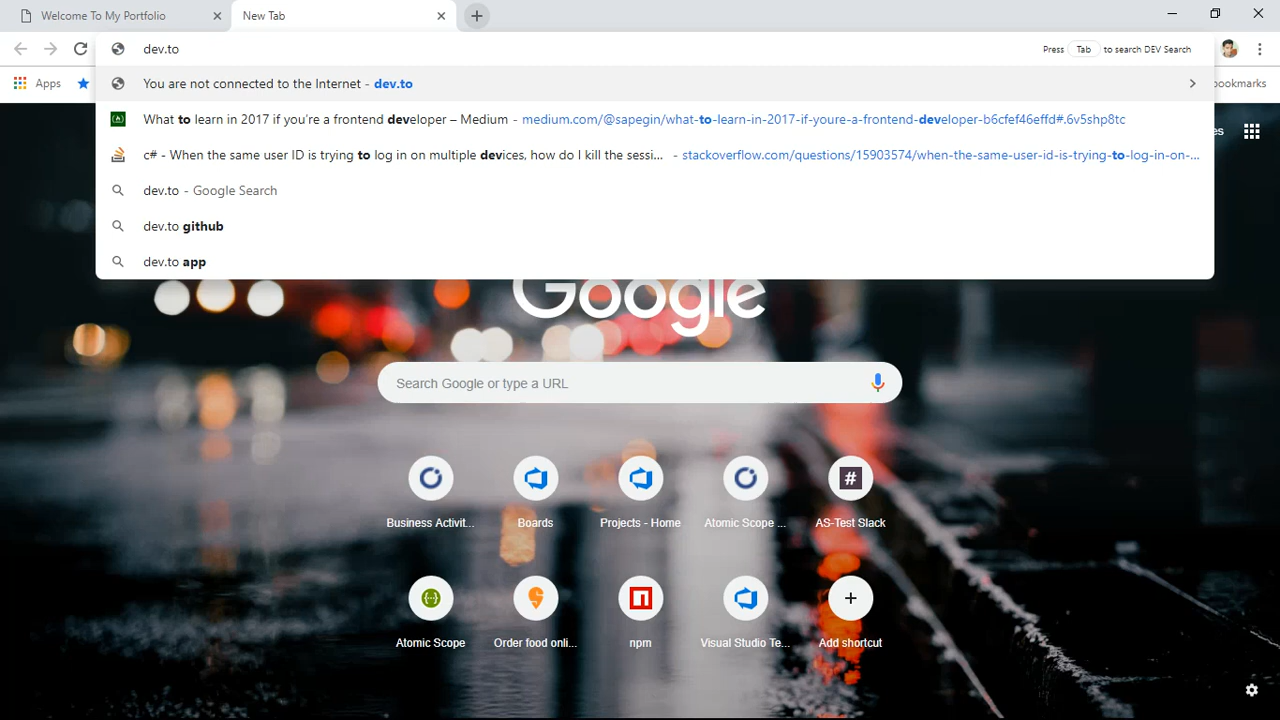 Welcome To My Portfolio
New Tab
dev.to
Press Tab to search DEV Search
Apps
You are not connected to the Internet - dev.to
bookmarks
What to learn in 2017 if you're a frontend developer – Medium - medium.com/@sapegin/what-to-learn-in-2017-if-youre-a-frontend-developer-b6cfef46effd#.6v5shp8tc
es
c# - When the same user ID is trying to log in on multiple devices, how do I kill the sessi... - stackoverflow.com/questions/15903574/when-the-same-user-id-is-trying-to-log-in-on-...
dev.to - Google Search
dev.to github
dev.to app
Google
Search Google or type a URL
#
Business Activit... Boards Projects - Home Atomic Scope ... AS-Test Slack
Atomic Scope Order food onli... npm Visual Studio Te... Add shortcut